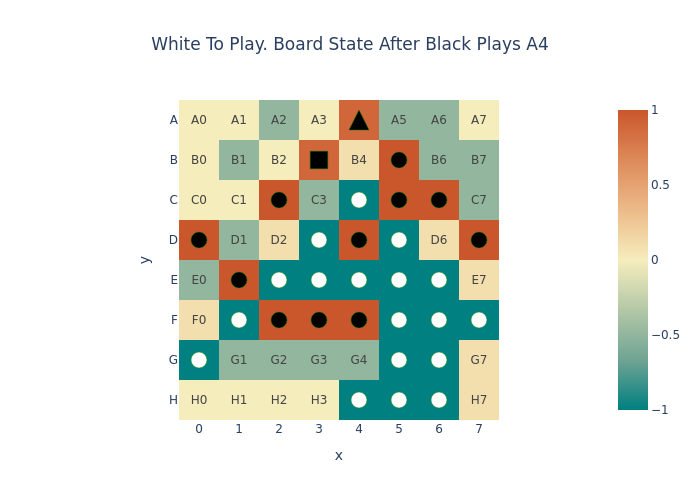 White To Play. Board State After Black Plays A4
A A0 A1 A2 A3 A5 A6 A7
B B0 B1 B2 B4 B6 B7
C C0 C1 C3 C7
D D1 D2 D6
E E0 E7
F F0
G G1 G2 G3 G4 G7
H H0 H1 H2 H3 H7
0 1 2 3 4 5 6 7
x
y
1
0.5
0
−0.5
−1